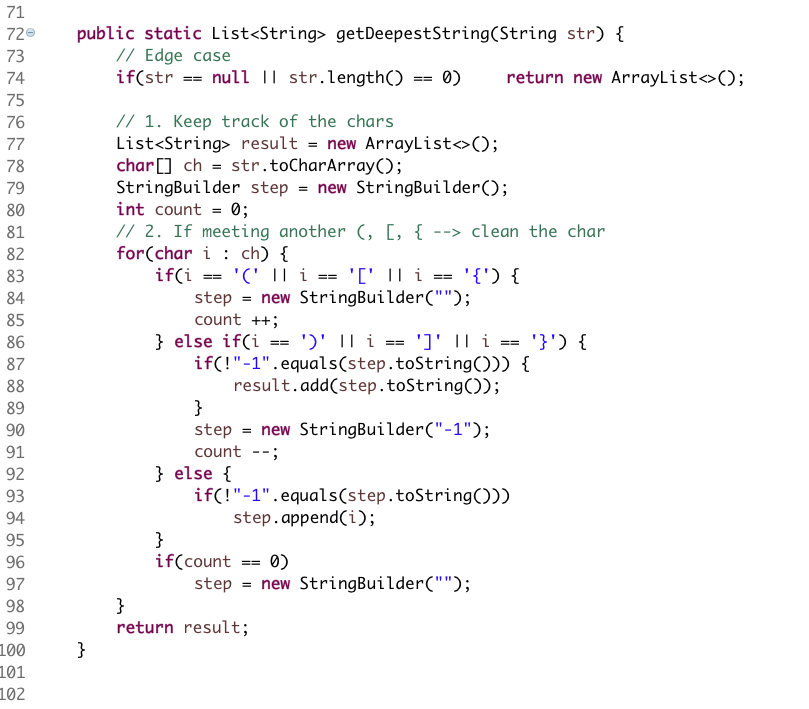 71
72    public static List<String> getDeepestString(String str) {
73        // Edge case
74        if(str == null || str.length() == 0)     return new ArrayList<>();
75
76        // 1. Keep track of the chars
77        List<String> result = new ArrayList<>();
78        char[] ch = str.toCharArray();
79        StringBuilder step = new StringBuilder();
80        int count = 0;
81        // 2. If meeting another (, [, { --> clean the char
82        for(char i : ch) {
83            if(i == '(' || i == '[' || i == '{') {
84                step = new StringBuilder("");
85                count ++;
86            } else if(i == ')' || i == ']' || i == '}') {
87                if(!"-1".equals(step.toString())) {
88                    result.add(step.toString());
89                }
90                step = new StringBuilder("-1");
91                count --;
92            } else {
93                if(!"-1".equals(step.toString()))
94                    step.append(i);
95            }
96            if(count == 0)
97                step = new StringBuilder("");
98        }
99        return result;
100    }
101
102